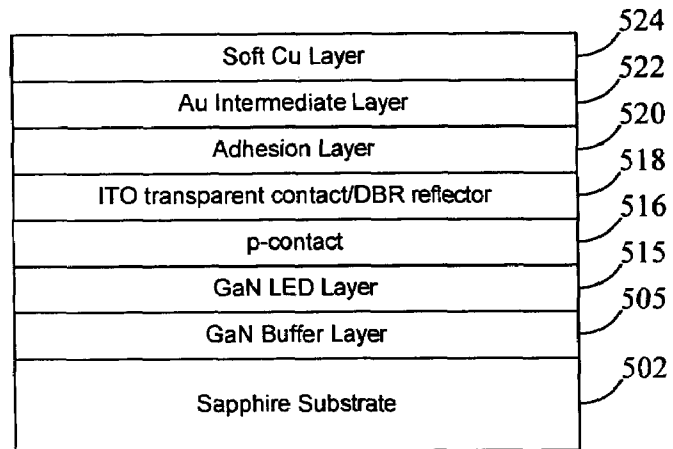 524
Soft Cu Layer
522
Au Intermediate Layer
520
Adhesion Layer
518
ITO transparent contact/DBR reflector
516
p-contact
515
GaN LED Layer
505
GaN Buffer Layer
502
Sapphire Substrate